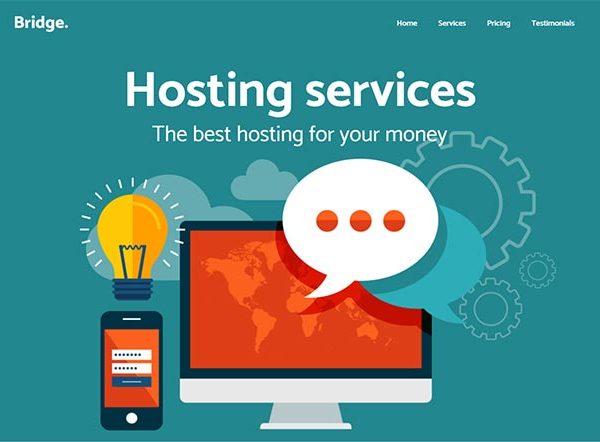 Bridge.
Home Services Pricing Testimonials
Hosting services
The best hosting for your money